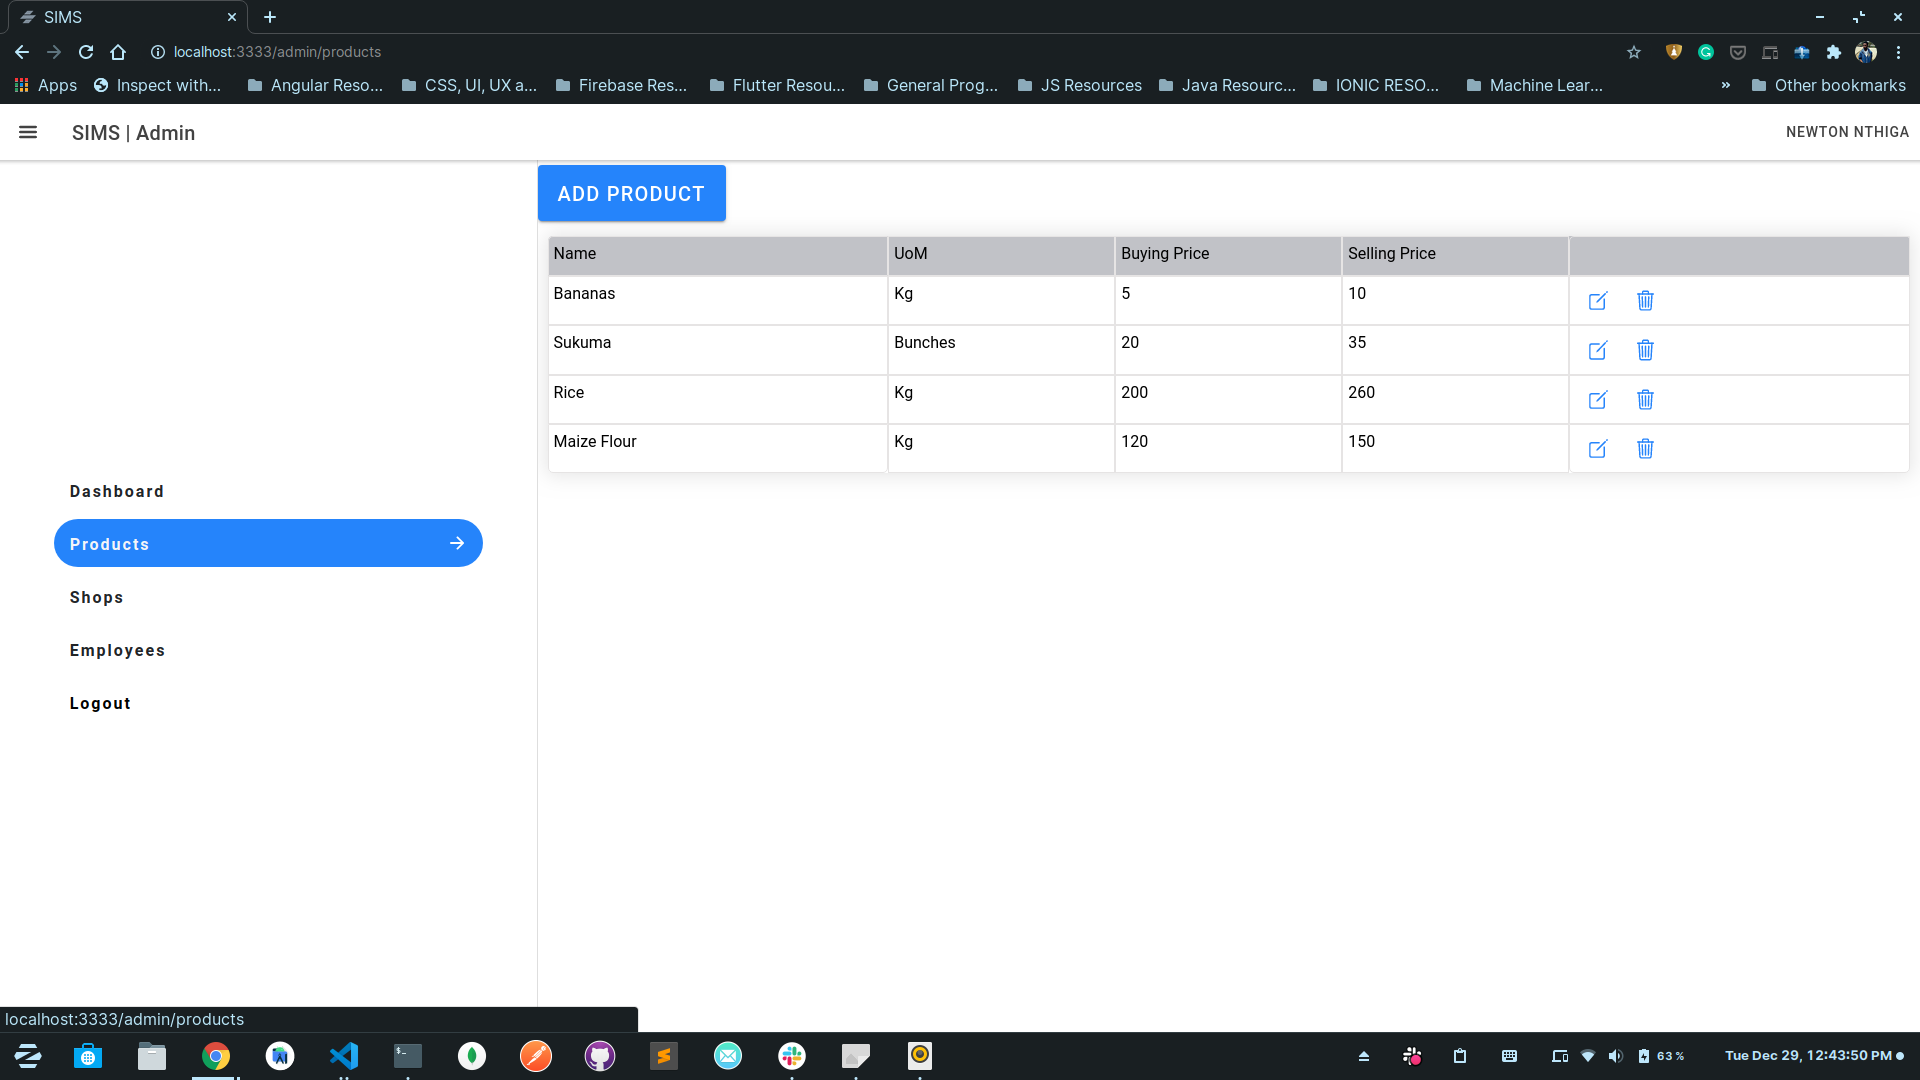 SIMS
localhost:3333/admin/products
Apps Inspect with... Angular Reso... CSS, UI, UX a... Firebase Res... Flutter Resou... General Prog... JS Resources Java Resourc... IONIC RESO... Machine Lear... » Other bookmarks
SIMS | Admin NEWTON NTHIGA
ADD PRODUCT
Name UoM Buying Price Selling Price
Bananas Kg 5 10
Sukuma Bunches 20 35
Rice Kg 200 260
Maize Flour Kg 120 150
Dashboard
Products
Shops
Employees
Logout
localhost:3333/admin/products
63 % Tue Dec 29, 12:43:50 PM